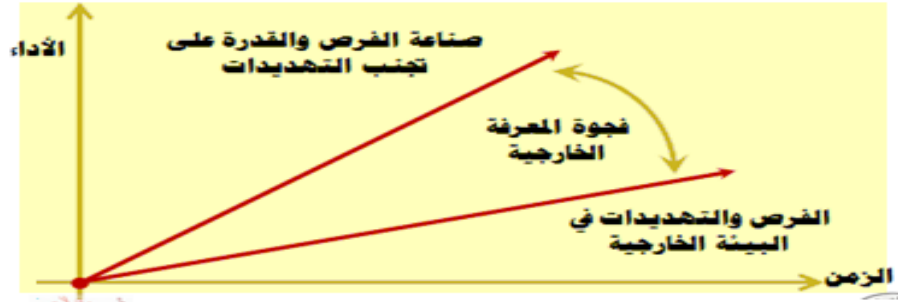 الأداء
صناعة الفرص والقدرة على
تجنب التهديدات
فجوة المعرفة
الخارجية
الفرص والتهديدات في
البيئة الخارجية
الزمن